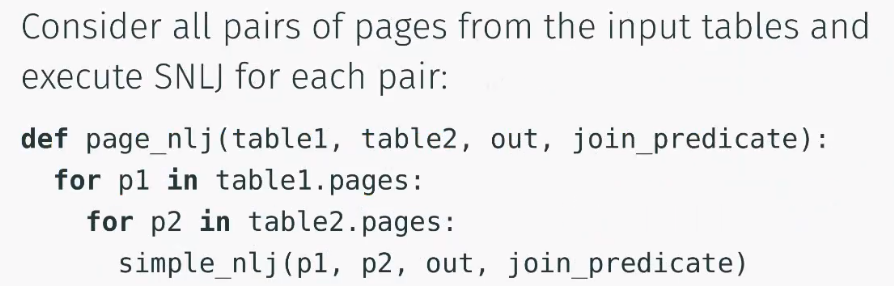 Consider all pairs of pages from the input tables and
execute SNLJ for each pair:
def page_nlj(table1, table2, out, join_predicate):
  for p1 in table1.pages:
    for p2 in table2.pages:
      simple_nlj(p1, p2, out, join_predicate)